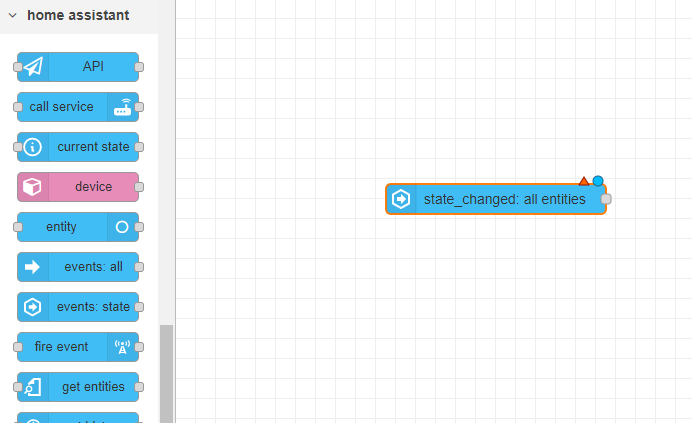 home assistant
API
call service
current state
device
entity
events: all
events: state
fire event
get entities
state_changed: all entities